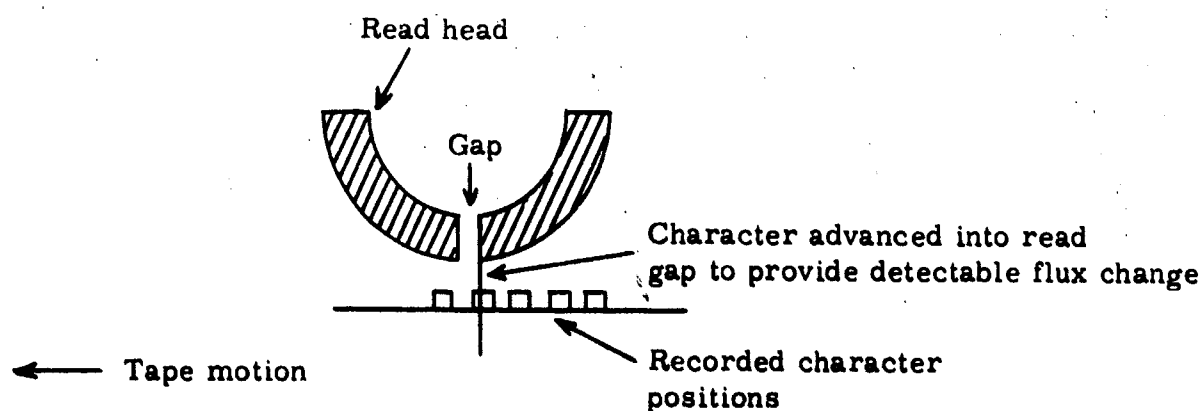 Read head
Gap
Character advanced into read
gap to provide detectable flux change
Recorded character
positions
Tape motion